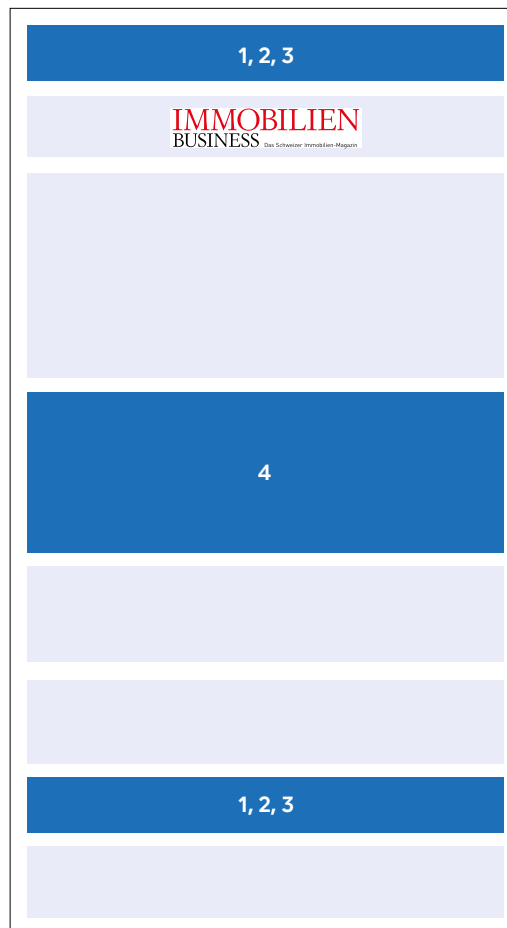 1, 2, 3
IMMOBILIEN
BUSINESS Das Schweizer Immobilien-Magazin
4
1, 2, 3